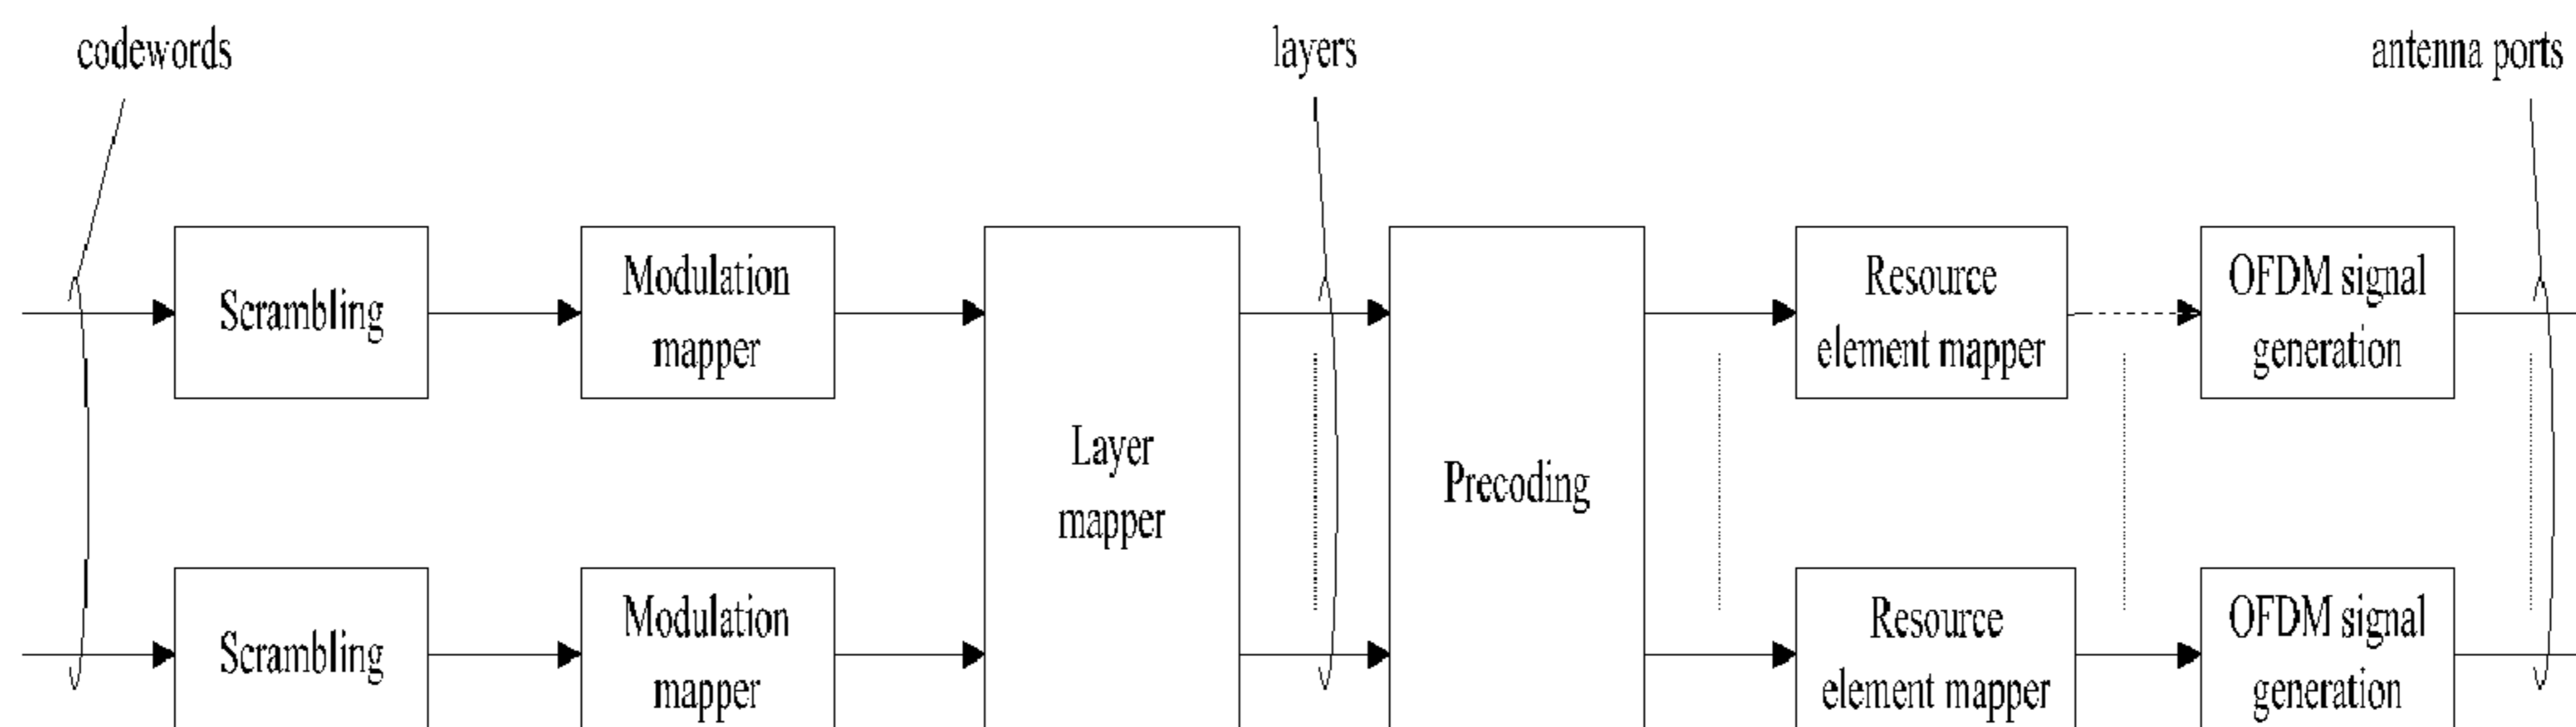 codewords
layers
antenna ports
Scrambling
Modulation
mapper
Layer
mapper
Precoding
Resource
element mapper
OFDM signal
generation
Scrambling
Modulation
mapper
Resource
element mapper
OFDM signal
generation